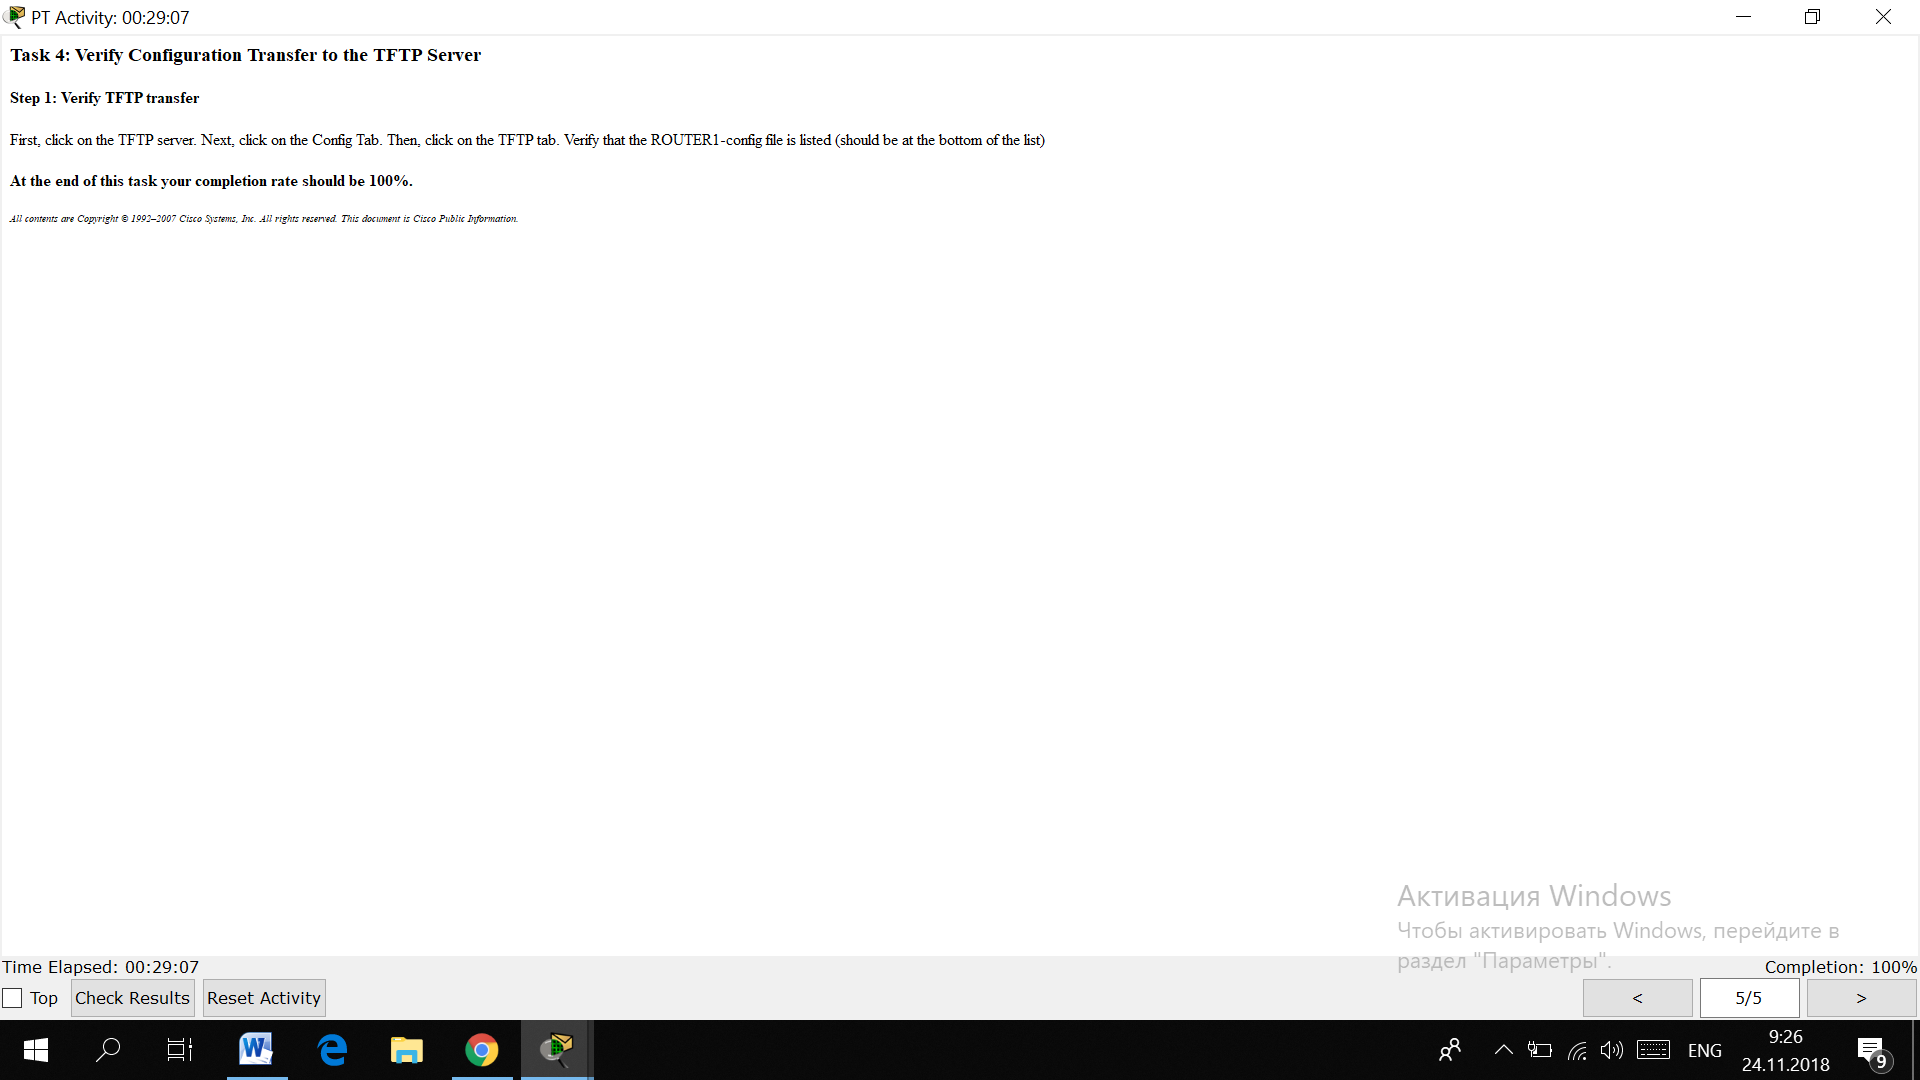 PT Activity: 00:29:07
Task 4: Verify Configuration Transfer to the TFTP Server
Step 1: Verify TFTP transfer
First, click on the TFTP server. Next, click on the Config Tab. Then, click on the TFTP tab. Verify that the ROUTER1-config file is listed (should be at the bottom of the list)
At the end of this task your completion rate should be 100%.
All contents are Copyright © 1992–2007 Cisco Systems, Inc. All rights reserved. This document is Cisco Public Information.
Активация Windows
Чтобы активировать Windows, перейдите в
раздел "Параметры".
Time Elapsed: 00:29:07
Completion: 100%
Top
Check Results
Reset Activity
<
5/5
>
ENG
9:26
24.11.2018
9